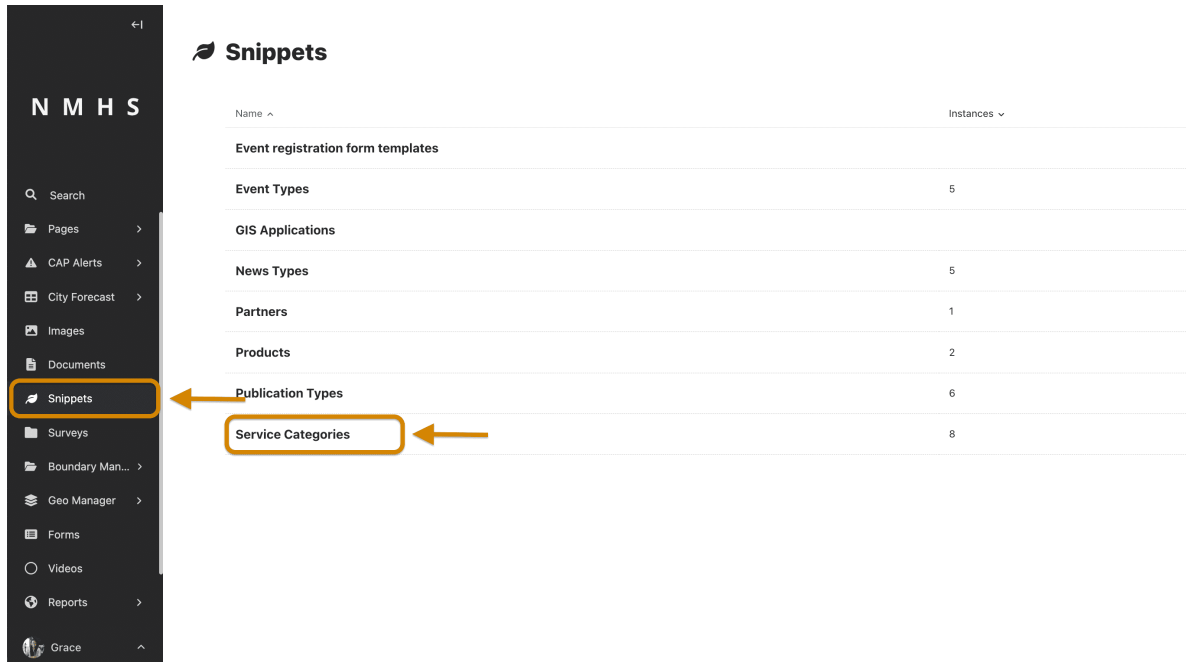 N M H S
Search
Pages
CAP Alerts
City Forecast
Images
Documents
Snippets
Surveys
Boundary Man...
Geo Manager
Forms
Videos
Reports
Grace
Snippets
Name Instances
Event registration form templates
Event Types 5
GIS Applications
News Types 5
Partners 1
Products 2
Publication Types 6
Service Categories 8